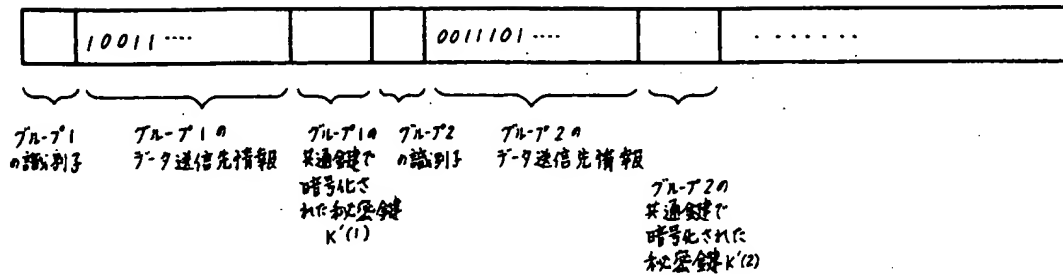 10011 ····
0011101 ····
· · · · · · ·
グループ1
の識別子
グループ1の
データ送信先情報
グループ1の
共通鍵で
暗号化さ
れた秘密鍵
K'(1)
グループ2
の識別子
グループ2の
データ送信先情報
グループ2の
共通鍵で
暗号化された
秘密鍵K'(2)